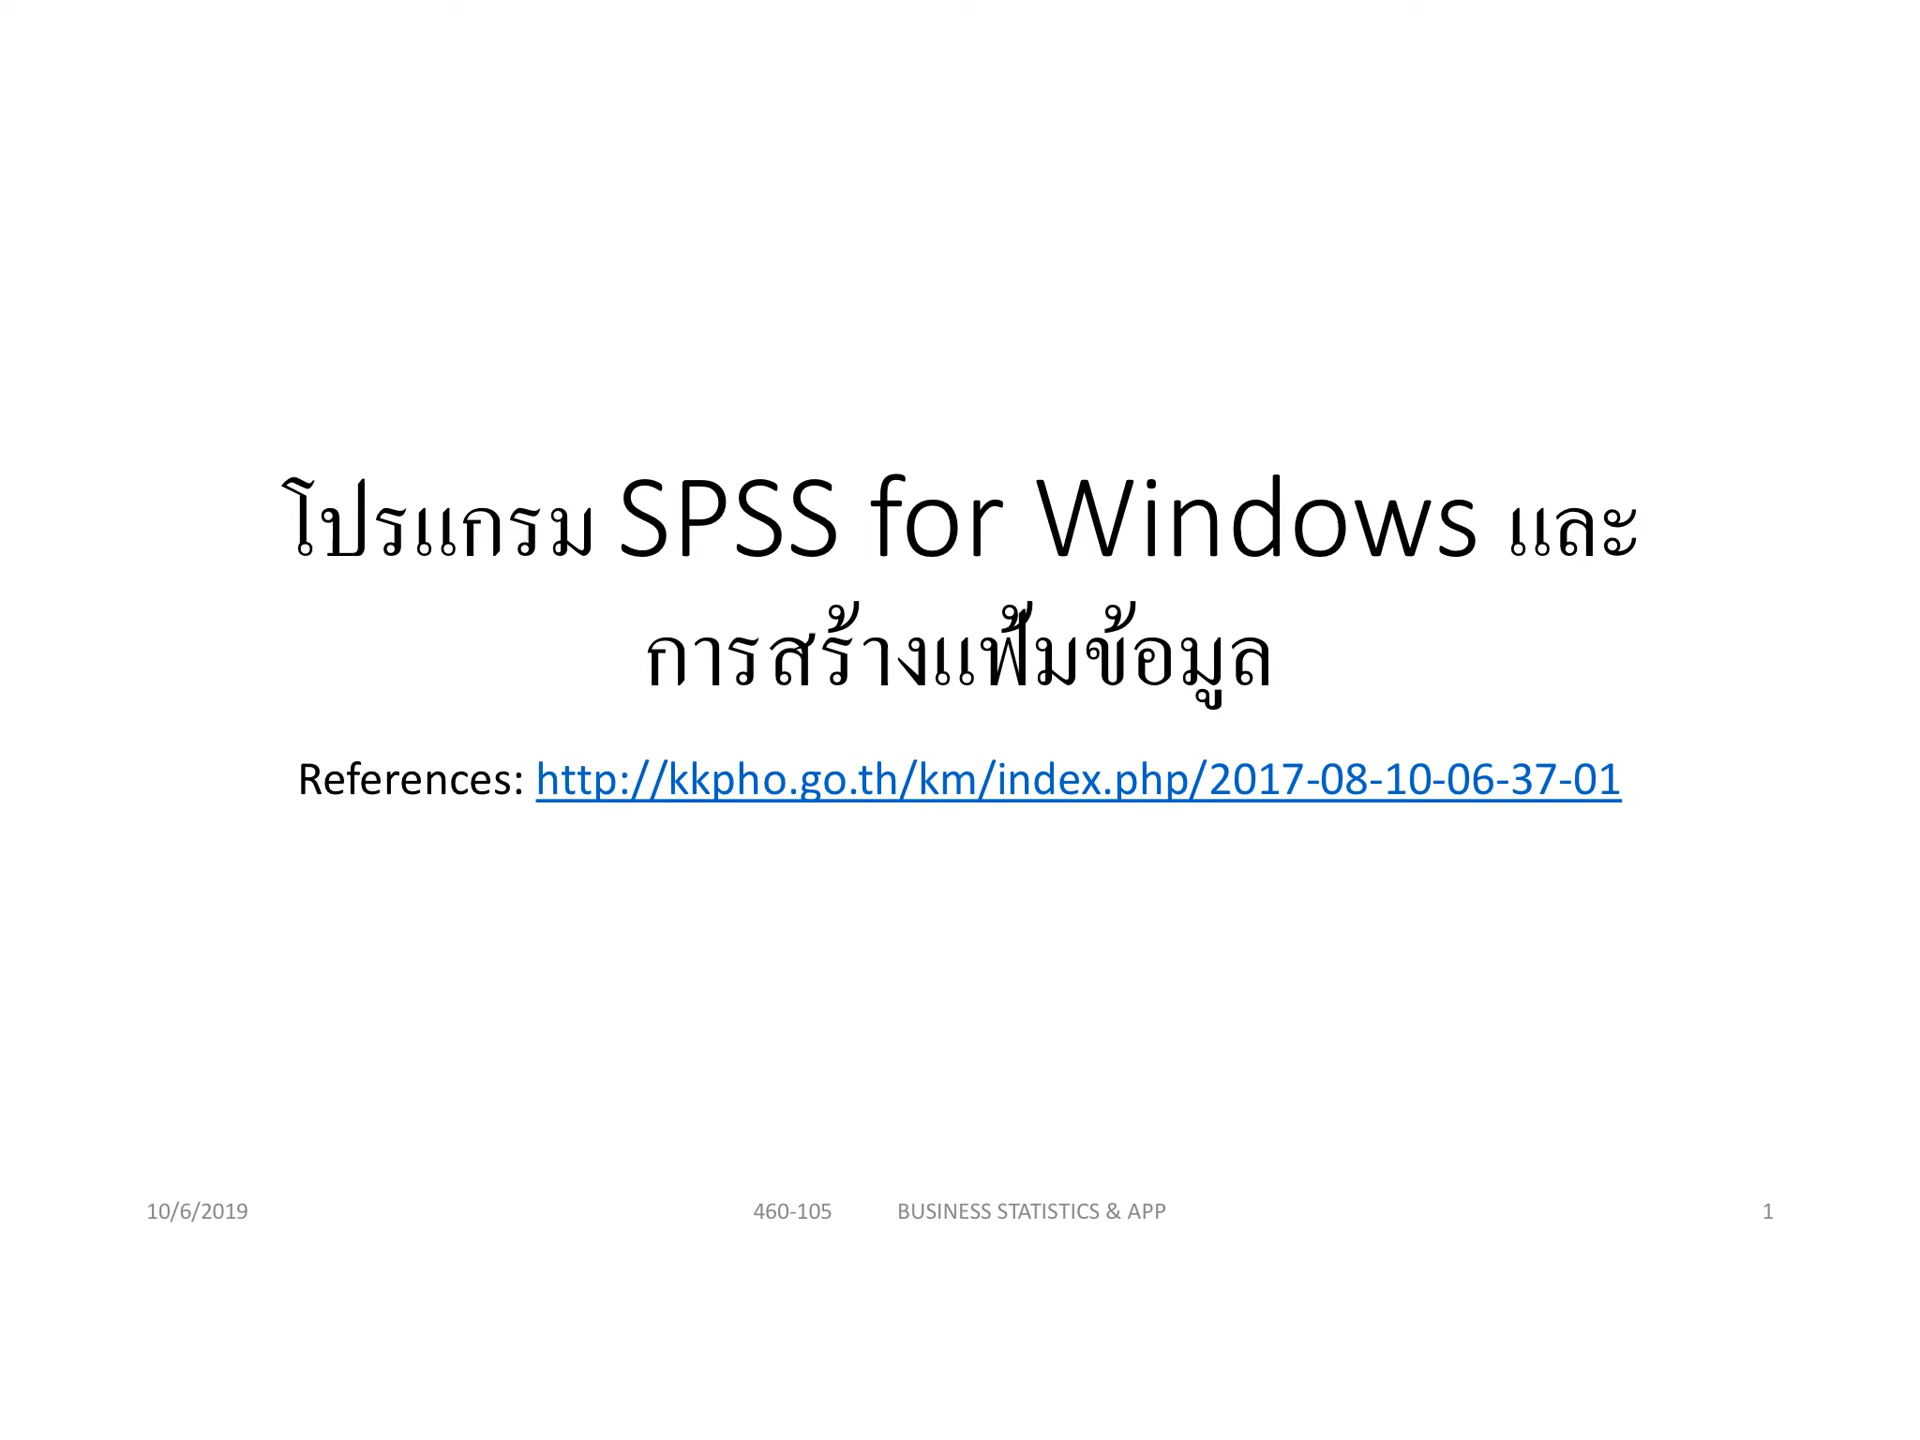 โปรแกรม SPSS for Windows และ
การสร้างแฟ้มข้อมูล
References: http://kkpho.go.th/km/index.php/2017-08-10-06-37-01
10/6/2019 460-105 BUSINESS STATISTICS & APP 1